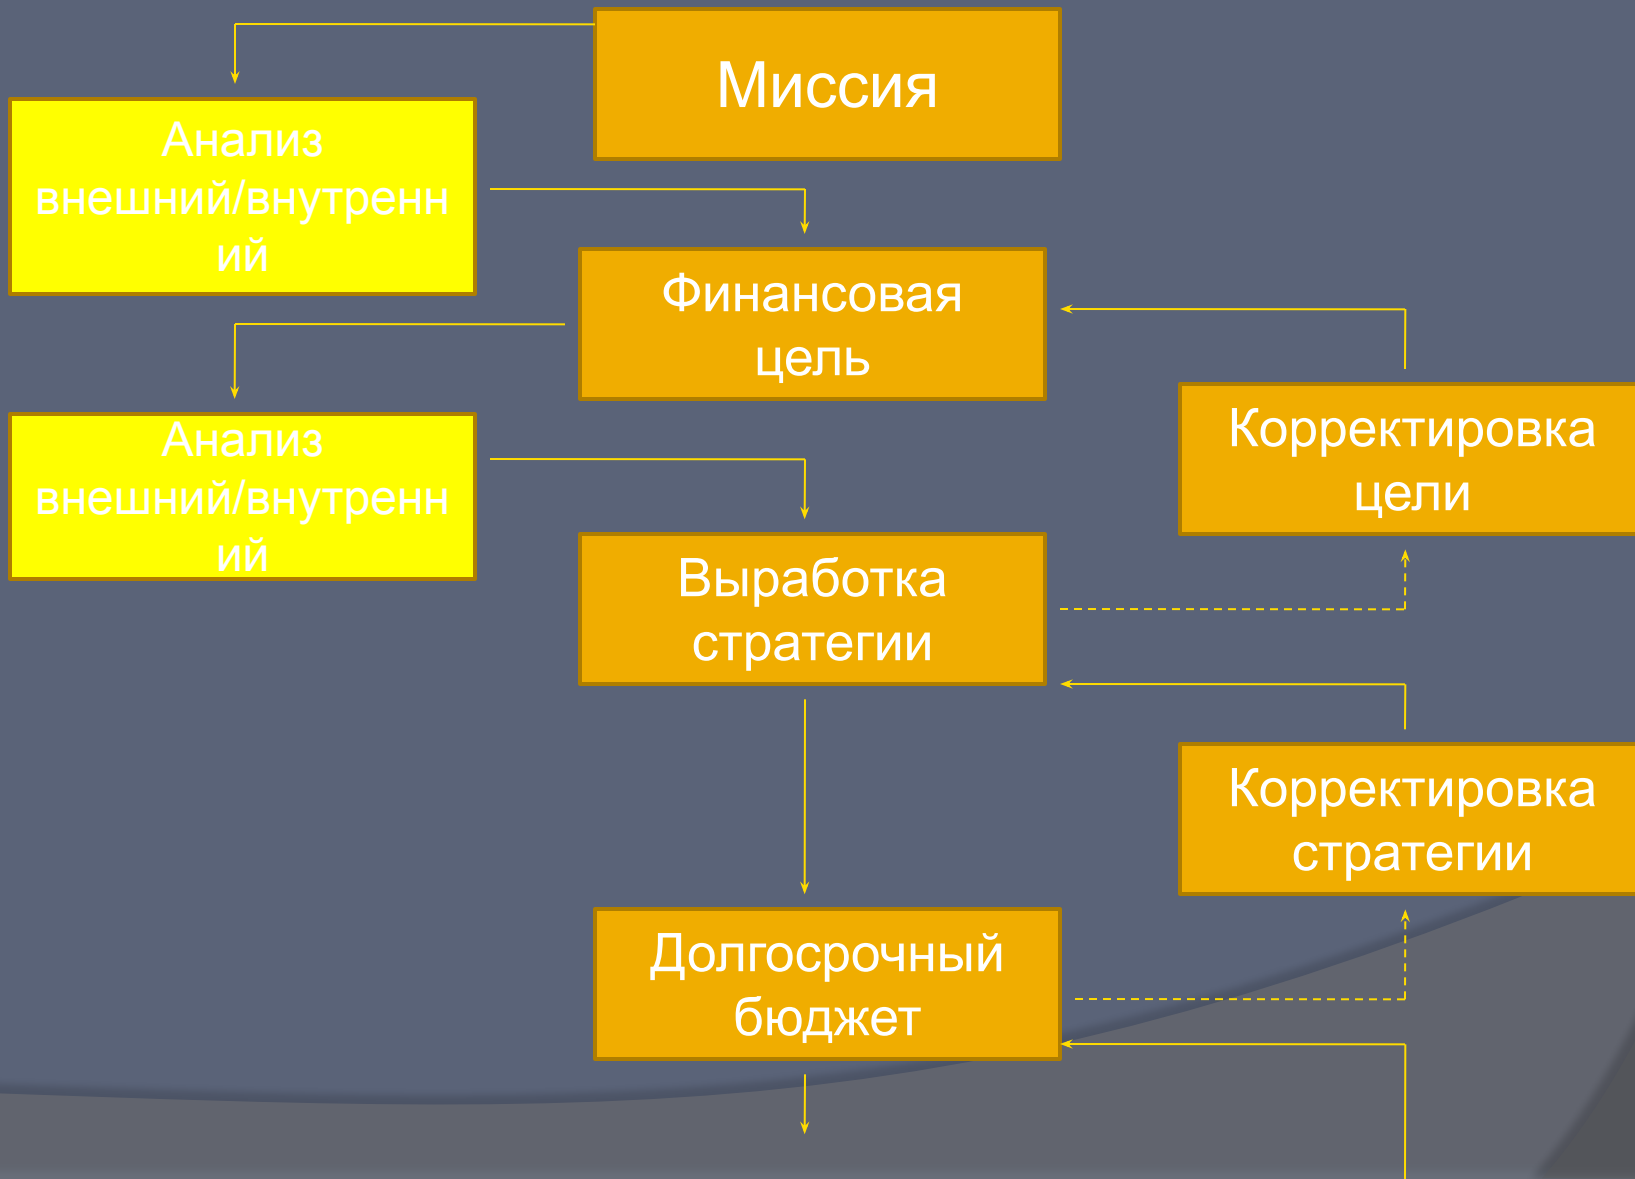 Миссия
Анализ
внешний/внутренн
ий
Финансовая
цель
Анализ
внешний/внутренн
ий
Корректировка
цели
Выработка
стратегии
Корректировка
стратегии
Долгосрочный
бюджет